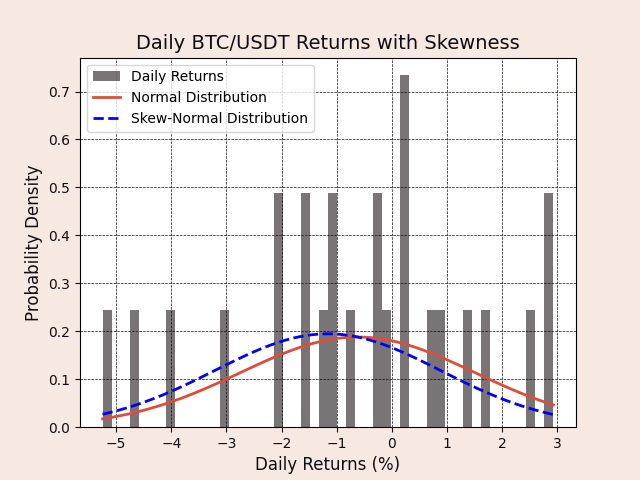 Daily BTC/USDT Returns with Skewness
Daily Returns
Normal Distribution
Skew-Normal Distribution
Probability Density
0.7
0.6
0.5
0.4
0.3
0.2
0.1
0.0
−5 −4 −3 −2 −1 0 1 2 3
Daily Returns (%)